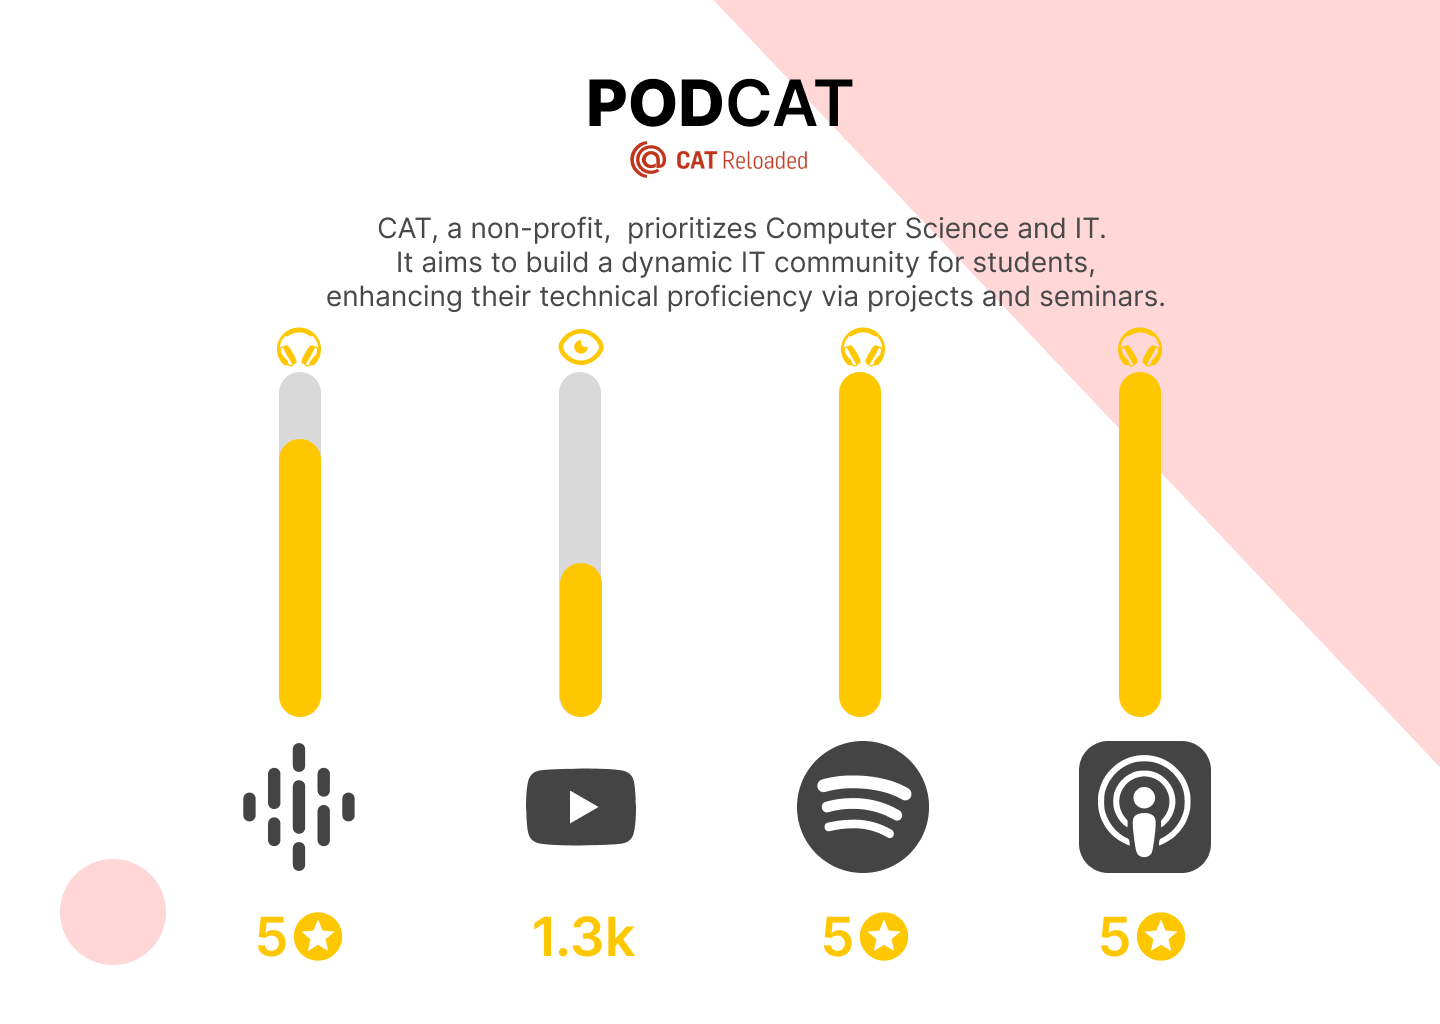 PODCAT
CAT Reloaded
CAT, a non-profit,  prioritizes Computer Science and IT.
It aims to build a dynamic IT community for students,
enhancing their technical proficiency via projects and seminars.
5 1.3k 5 5